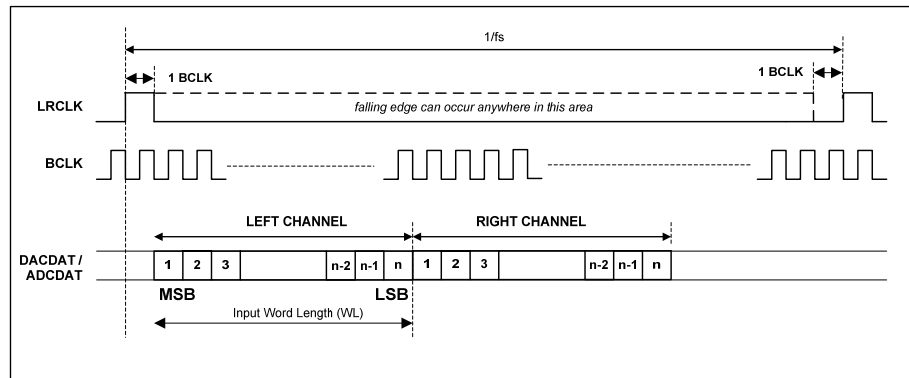 1/fs
1 BCLK
1 BCLK
LRCLK
falling edge can occur anywhere in this area
BCLK
LEFT CHANNEL
RIGHT CHANNEL
DACDAT /
ADCDAT
1 2 3 n-2 n-1 n 1 2 3 n-2 n-1 n
MSB
LSB
Input Word Length (WL)